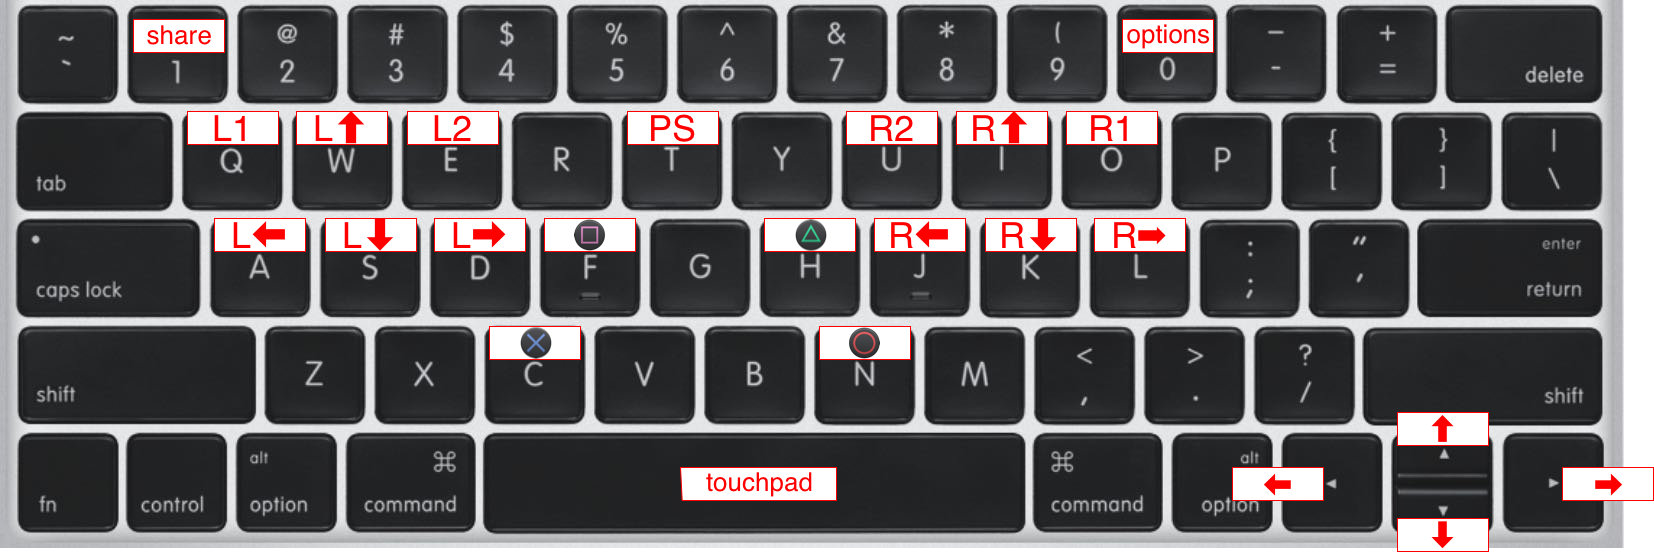 ~ share @ # $ % ^ & * ( options – +
` 1 2 3 4 5 6 7 8 9 0 - = delete
L1 L⬆ L2 PS R2 R⬆ R1 { } |
tab Q W E R T Y U I O P [ ] \
L⬅ L⬇ L➡ □ △ R⬅ R⬇ R➡ : " enter
caps lock A S D F G H J K L ; ' return
✕ ○ < > ?
shift Z X C V B N M , . / shift
alt ⌘ ⌘ alt ⬆ ▲
fn control option command touchpad command option ⬅ ◀ ▶ ➡
▼ ⬇